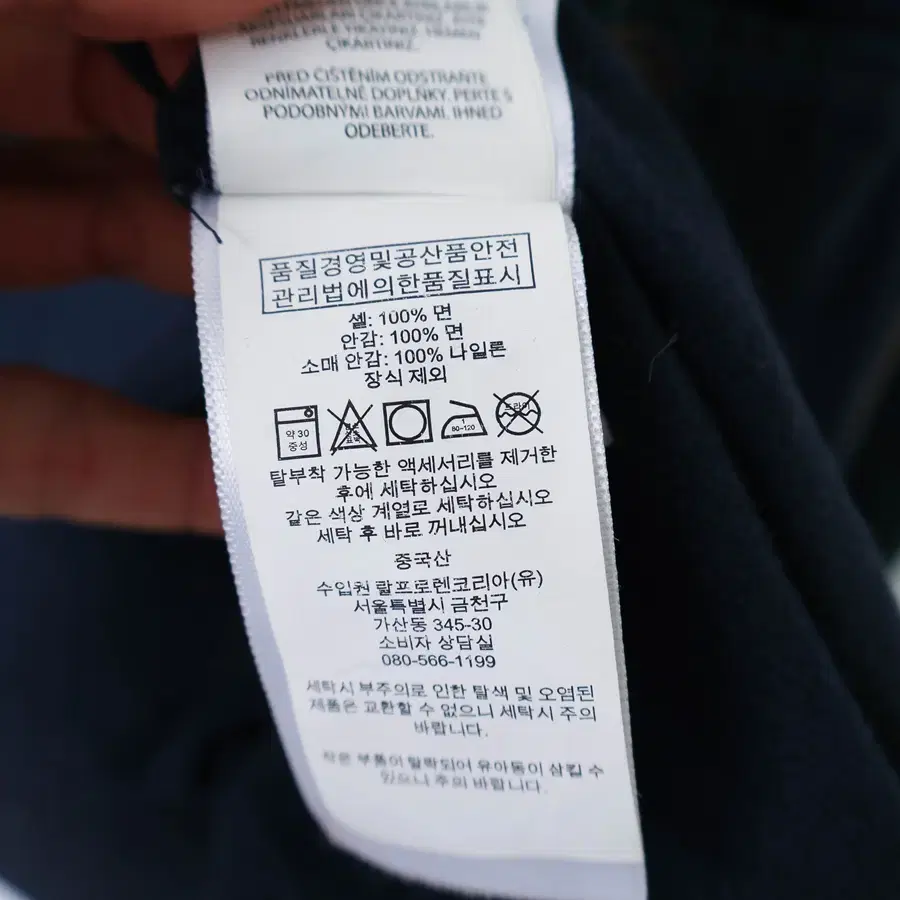 RENKLERLE YIKAYINIZ. HEMEN
ÇIKARTINIZ.
PŘED ČIŠTĚNÍM ODSTRAŇTE
ODNÍMATELNÉ DOPLŇKY. PERTE S
PODOBNÝMI BARVAMI. IHNED
ODEBERTE.
품질경영및공산품안전
관리법에의한품질표시
셸: 100% 면
안감: 100% 면
소매 안감: 100% 나일론
장식 제외
약 30
중성
1
80-120
드라이
탈부착 가능한 액세서리를 제거한
후에 세탁하십시오
같은 색상 계열로 세탁하십시오
세탁 후 바로 꺼내십시오
중국산
수입원 랄프로렌코리아(유)
서울특별시 금천구
가산동 345-30
소비자 상담실
080-566-1199
세탁시 부주의로 인한 탈색 및 오염된
제품은 교환할 수 없으니 세탁시 주의
바랍니다.
작은 부품이 탈락되어 유아동이 삼킬 수
있으니 주의 바랍니다.